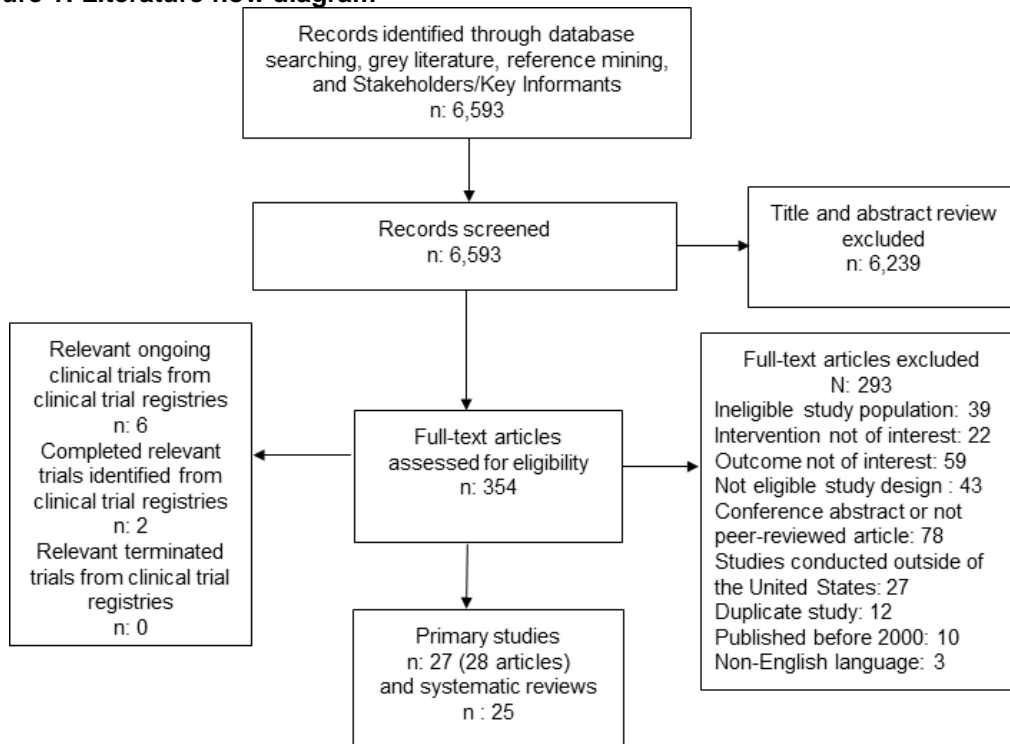 Records identified through database
searching, grey literature, reference mining,
and Stakeholders/Key Informants
n: 6,593
Records screened
n: 6,593
Title and abstract review
excluded
n: 6,239
Relevant ongoing
clinical trials from
clinical trial registries
n: 6
Completed relevant
trials identified from
clinical trial registries
n: 2
Relevant terminated
trials from clinical trial
registries
n: 0
Full-text articles
assessed for eligibility
n: 354
Full-text articles excluded
N: 293
Ineligible study population: 39
Intervention not of interest: 22
Outcome not of interest: 59
Not eligible study design : 43
Conference abstract or not
peer-reviewed article: 78
Studies conducted outside of
the United States: 27
Duplicate study: 12
Published before 2000: 10
Non-English language: 3
Primary studies
n: 27 (28 articles)
and systematic reviews
n : 25